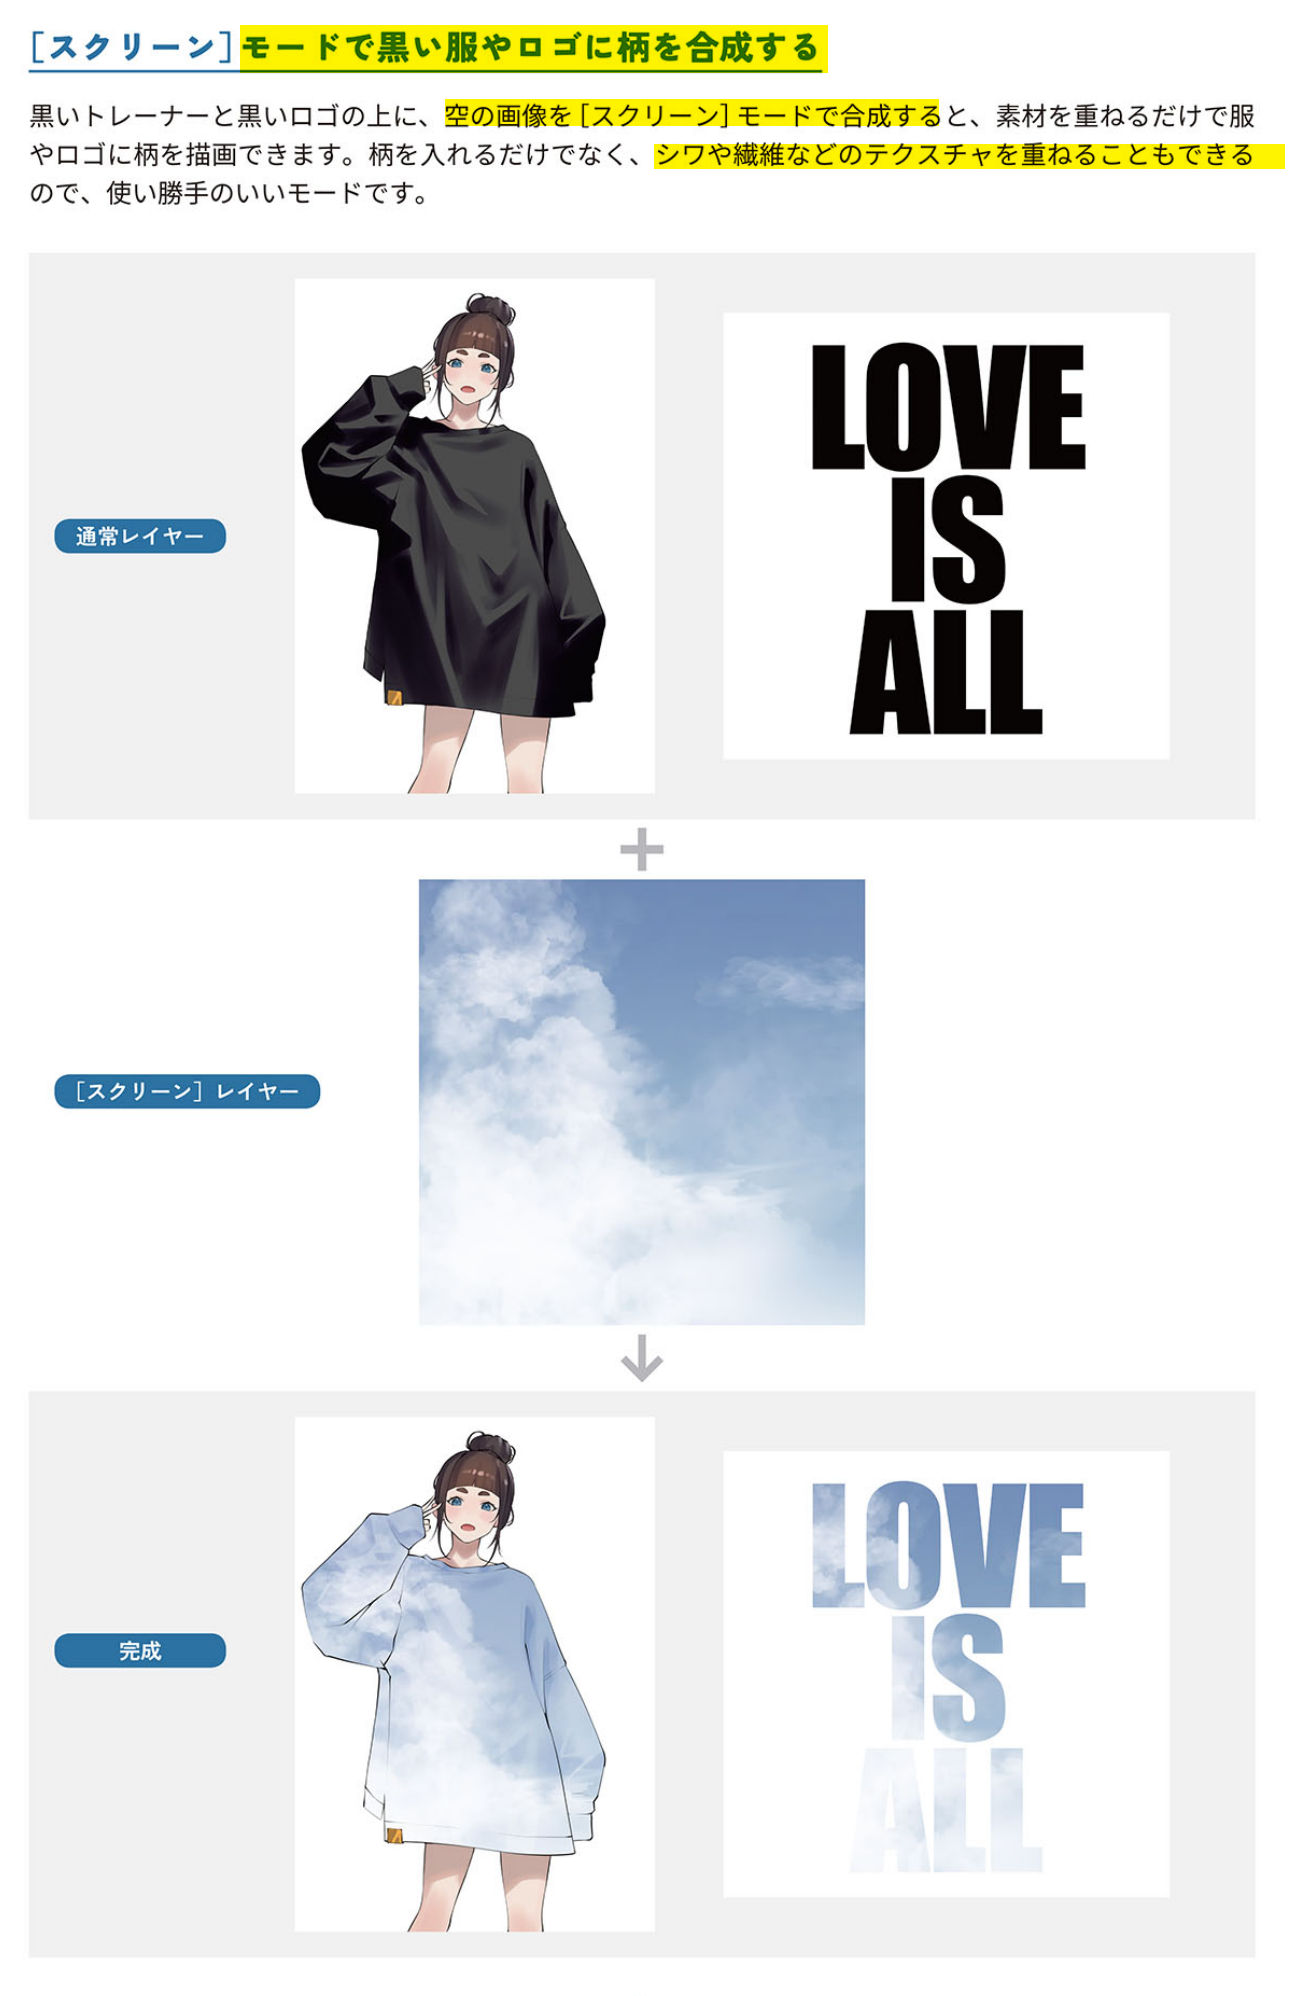 ［スクリーン］モードで黒い服やロゴに柄を合成する
黒いトレーナーと黒いロゴの上に、空の画像を［スクリーン］モードで合成すると、素材を重ねるだけで服
やロゴに柄を描画できます。柄を入れるだけでなく、シワや繊維などのテクスチャを重ねることもできる
ので、使い勝手のいいモードです。
通常レイヤー
LOVE
IS
ALL
［スクリーン］レイヤー
完成
LOVE
IS
ALL